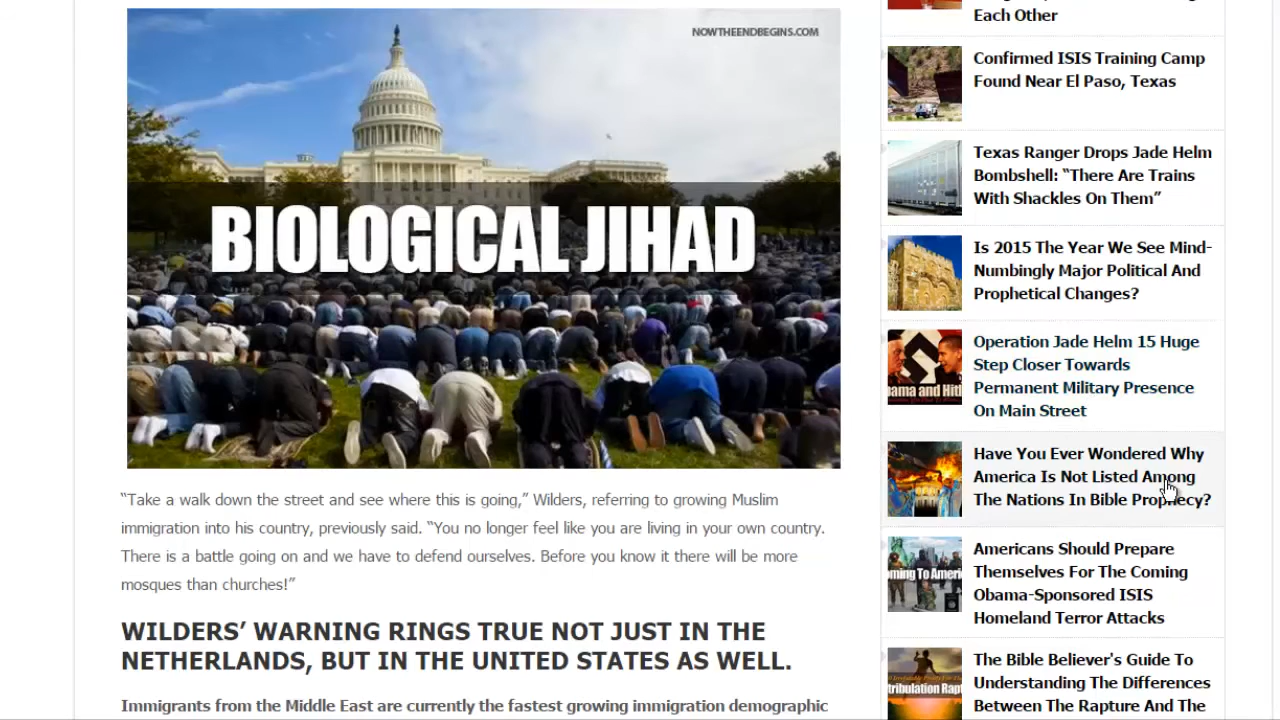 NOWTHEENDBEGINS.COM
BIOLOGICAL JIHAD
“Take a walk down the street and see where this is going,” Wilders, referring to growing Muslim
immigration into his country, previously said. “You no longer feel like you are living in your own country.
There is a battle going on and we have to defend ourselves. Before you know it there will be more
mosques than churches!”
WILDERS’ WARNING RINGS TRUE NOT JUST IN THE
NETHERLANDS, BUT IN THE UNITED STATES AS WELL.
Immigrants from the Middle East are currently the fastest growing immigration demographic
Each Other
Confirmed ISIS Training Camp
Found Near El Paso, Texas
Texas Ranger Drops Jade Helm
Bombshell: “There Are Trains
With Shackles On Them”
Is 2015 The Year We See Mind-
Numbingly Major Political And
Prophetical Changes?
Operation Jade Helm 15 Huge
Step Closer Towards
Permanent Military Presence
On Main Street
ama and Hitl
Have You Ever Wondered Why
America Is Not Listed Among
The Nations In Bible Prophecy?
Americans Should Prepare
Themselves For The Coming
Obama-Sponsored ISIS
Homeland Terror Attacks
ming To Ameri
The Bible Believer's Guide To
Understanding The Differences
Between The Rapture And The
tribulation Rapt